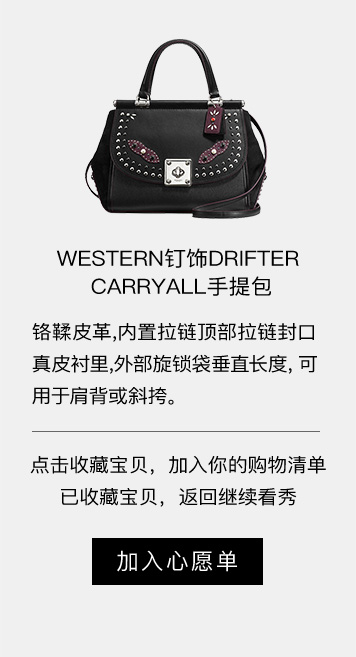 WESTERN钉饰DRIFTER
CARRYALL手提包
铬鞣皮革,内置拉链顶部拉链封口
真皮衬里,外部旋锁袋垂直长度, 可
用于肩背或斜挎。
点击收藏宝贝，加入你的购物清单
已收藏宝贝，返回继续看秀
加入心愿单